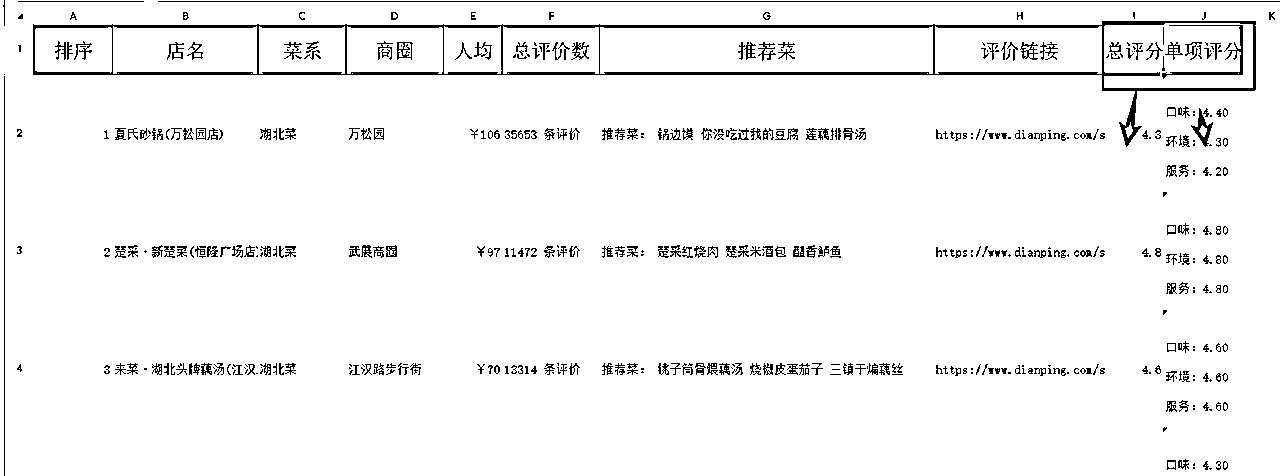 A B C D E F G H I J K
1 排序 店名 菜系 商圈 人均 总评价数 推荐菜 评价链接 总评分 单项评分
口味：4.40
2 1 夏氏砂锅(万松园店) 湖北菜 万松园 ￥106 35653 条评价 推荐菜： 锅边馍 你没吃过我的豆腐 莲藕排骨汤 https://www.dianping.com/s 4.3 环境：4.30
服务：4.20
口味：4.80
3 2 楚采·新楚菜(恒隆广场店 湖北菜 武展商圈 ￥97 11472 条评价 推荐菜： 楚采红烧肉 楚采米酒包 醋香鲈鱼 https://www.dianping.com/s 4.8 环境：4.80
服务：4.80
口味：4.60
4 3 来菜·湖北头牌藕汤(江汉 湖北菜 江汉路步行街 ￥70 13314 条评价 推荐菜： 铫子筒骨煨藕汤 烧椒皮蛋茄子 三镇干煸藕丝 https://www.dianping.com/s 4.6 环境：4.60
服务：4.60
口味：4.30